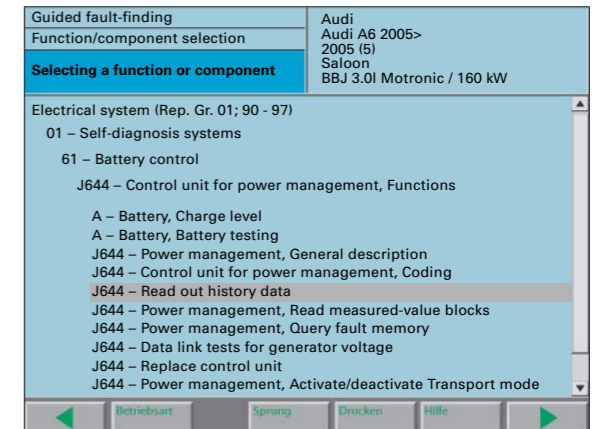 Guided fault-finding
Function/component selection
Selecting a function or component
Audi
Audi A6 2005>
2005 (5)
Saloon
BBJ 3.0l Motronic / 160 kW
Electrical system (Rep. Gr. 01; 90 - 97)
01 – Self-diagnosis systems
61 – Battery control
J644 – Control unit for power management, Functions
A – Battery, Charge level
A – Battery, Battery testing
J644 – Power management, General description
J644 – Control unit for power management, Coding
J644 – Read out history data
J644 – Power management, Read measured-value blocks
J644 – Power management, Query fault memory
J644 – Data link tests for generator voltage
J644 – Replace control unit
J644 – Power management, Activate/deactivate Transport mode
Betriebsart
Sprung
Drucken
Hilfe